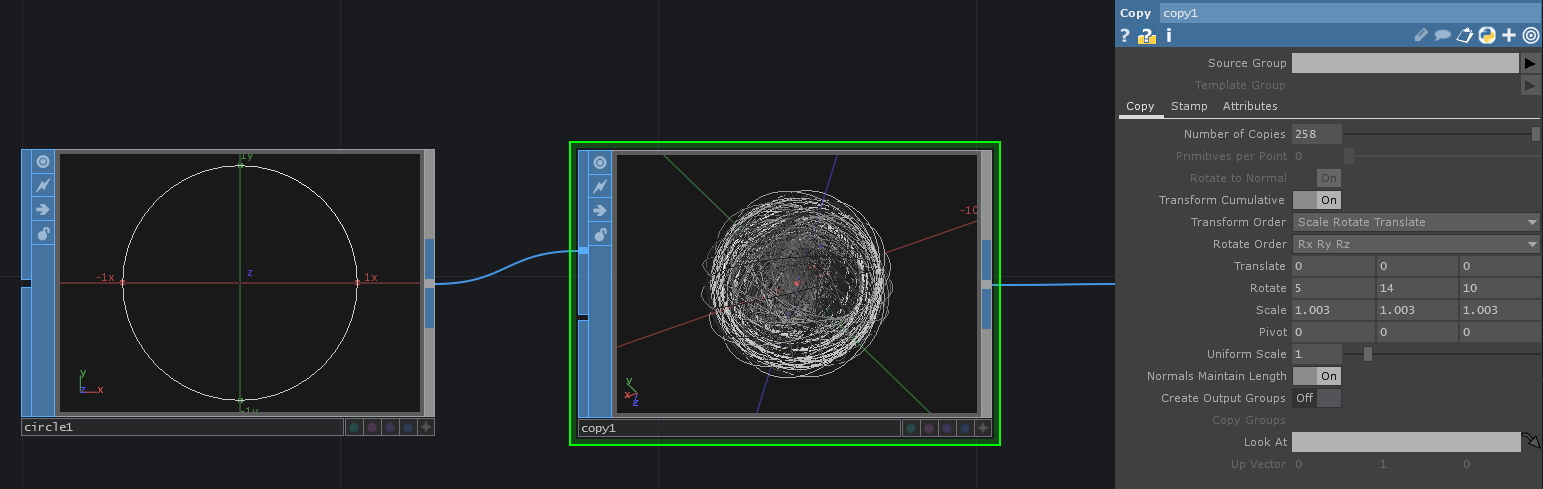 1y
-1x
z
1x
y
z
x
-1y
circle1
-10
y
x
z
copy1
Copy copy1
? ? i
Source Group
Template Group
Copy Stamp Attributes
Number of Copies 258
Primitives per Point 0
Rotate to Normal On
Transform Cumulative On
Transform Order Scale Rotate Translate
Rotate Order Rx Ry Rz
Translate 0 0 0
Rotate 5 14 10
Scale 1.003 1.003 1.003
Pivot 0 0 0
Uniform Scale 1
Normals Maintain Length On
Create Output Groups Off
Copy Groups
Look At
Up Vector 0 1 0